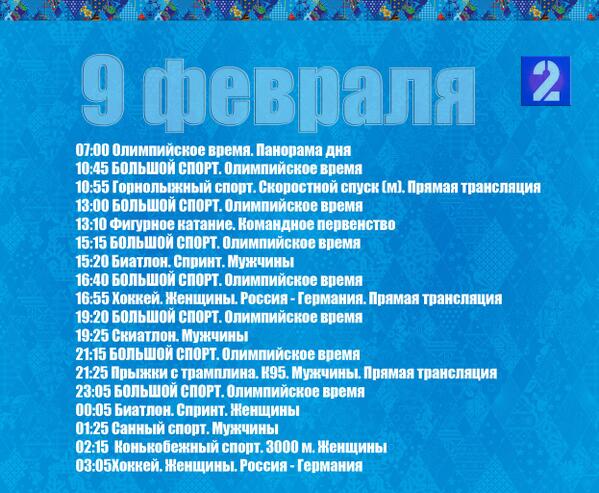 9 февраля
2
07:00 Олимпийское время. Панорама дня
10:45 БОЛЬШОЙ СПОРТ. Олимпийское время
10:55 Горнолыжный спорт. Скоростной спуск (м). Прямая трансляция
13:00 БОЛЬШОЙ СПОРТ. Олимпийское время
13:10 Фигурное катание. Командное первенство
15:15 БОЛЬШОЙ СПОРТ. Олимпийское время
15:20 Биатлон. Спринт. Мужчины
16:40 БОЛЬШОЙ СПОРТ. Олимпийское время
16:55 Хоккей. Женщины. Россия - Германия. Прямая трансляция
19:20 БОЛЬШОЙ СПОРТ. Олимпийское время
19:25 Скиатлон. Мужчины
21:15 БОЛЬШОЙ СПОРТ. Олимпийское время
21:25 Прыжки с трамплина. К95. Мужчины. Прямая трансляция
23:05 БОЛЬШОЙ СПОРТ. Олимпийское время
00:05 Биатлон. Спринт. Женщины
01:25 Санный спорт. Мужчины
02:15 Конькобежный спорт. 3000 м. Женщины
03:05Хоккей. Женщины. Россия - Германия